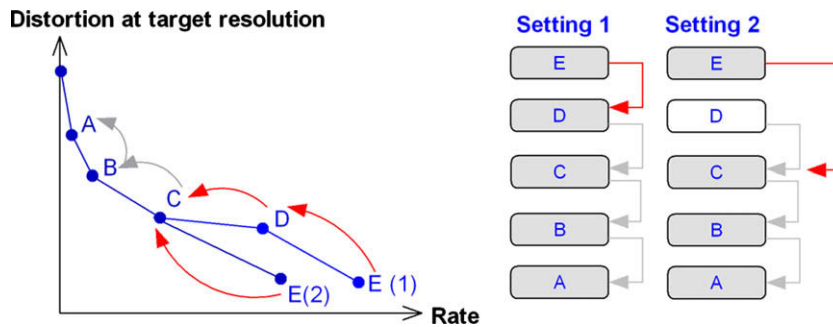 Distortion at target resolution
A
B
C
D
E (1)
E(2)
Rate
Setting 1
E
D
C
B
A
Setting 2
E
D
C
B
A